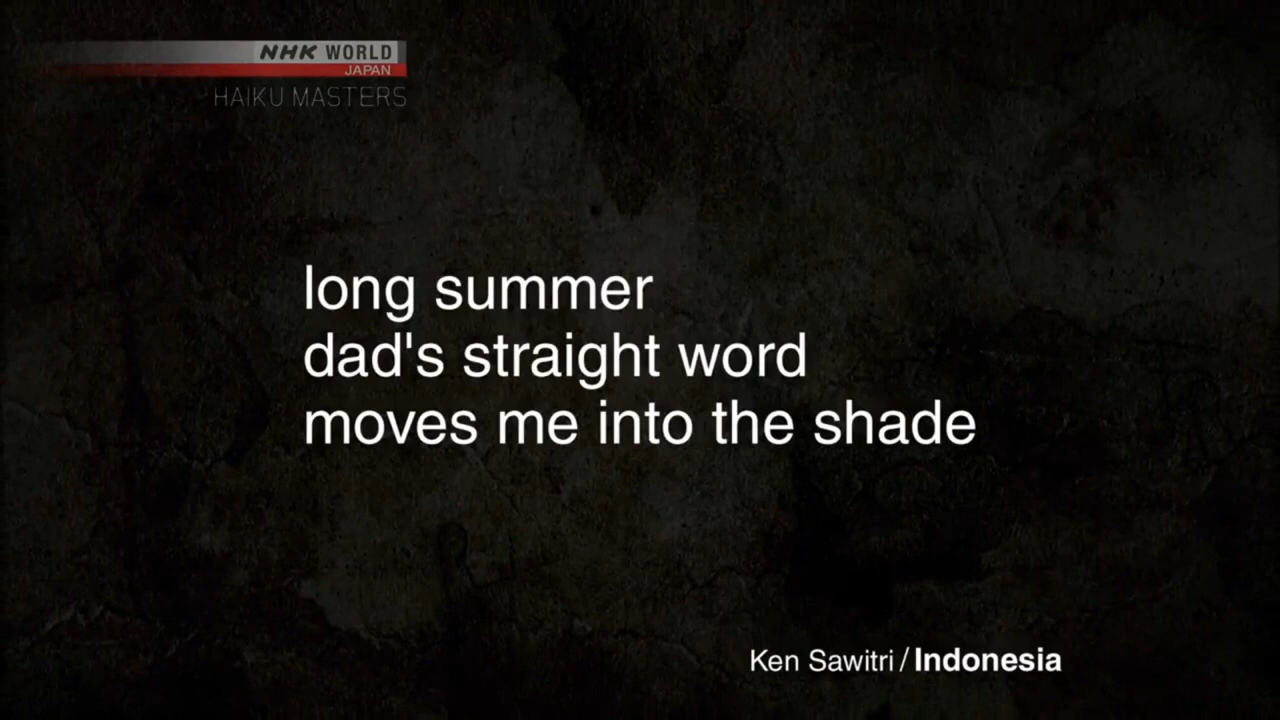 NHK WORLD
JAPAN
HAIKU MASTERS
long summer
dad's straight word
moves me into the shade
Ken Sawitri / Indonesia